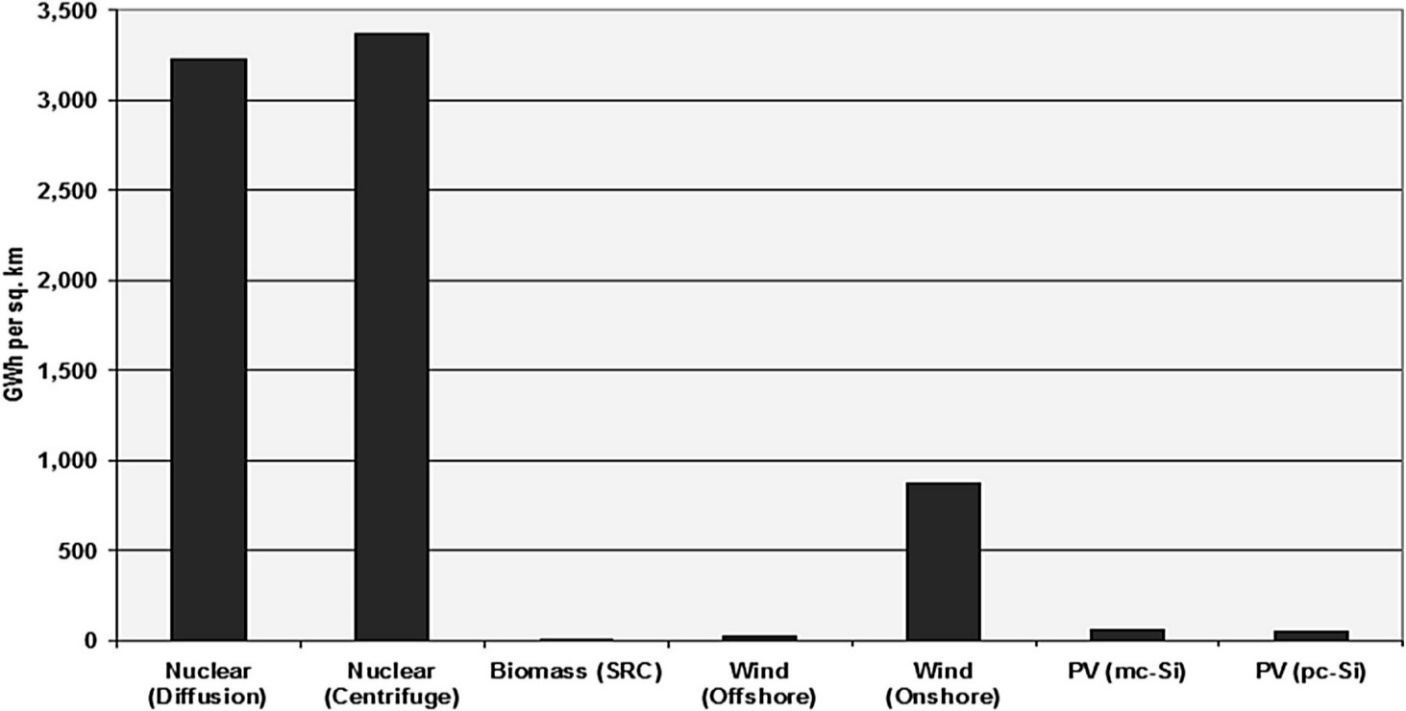 3,500
3,000
2,500
2,000
1,500
1,000
500
0
GWh per sq. km
Nuclear
(Diffusion)
Nuclear
(Centrifuge)
Biomass (SRC)
Wind
(Offshore)
Wind
(Onshore)
PV (mc-Si)
PV (pc-Si)